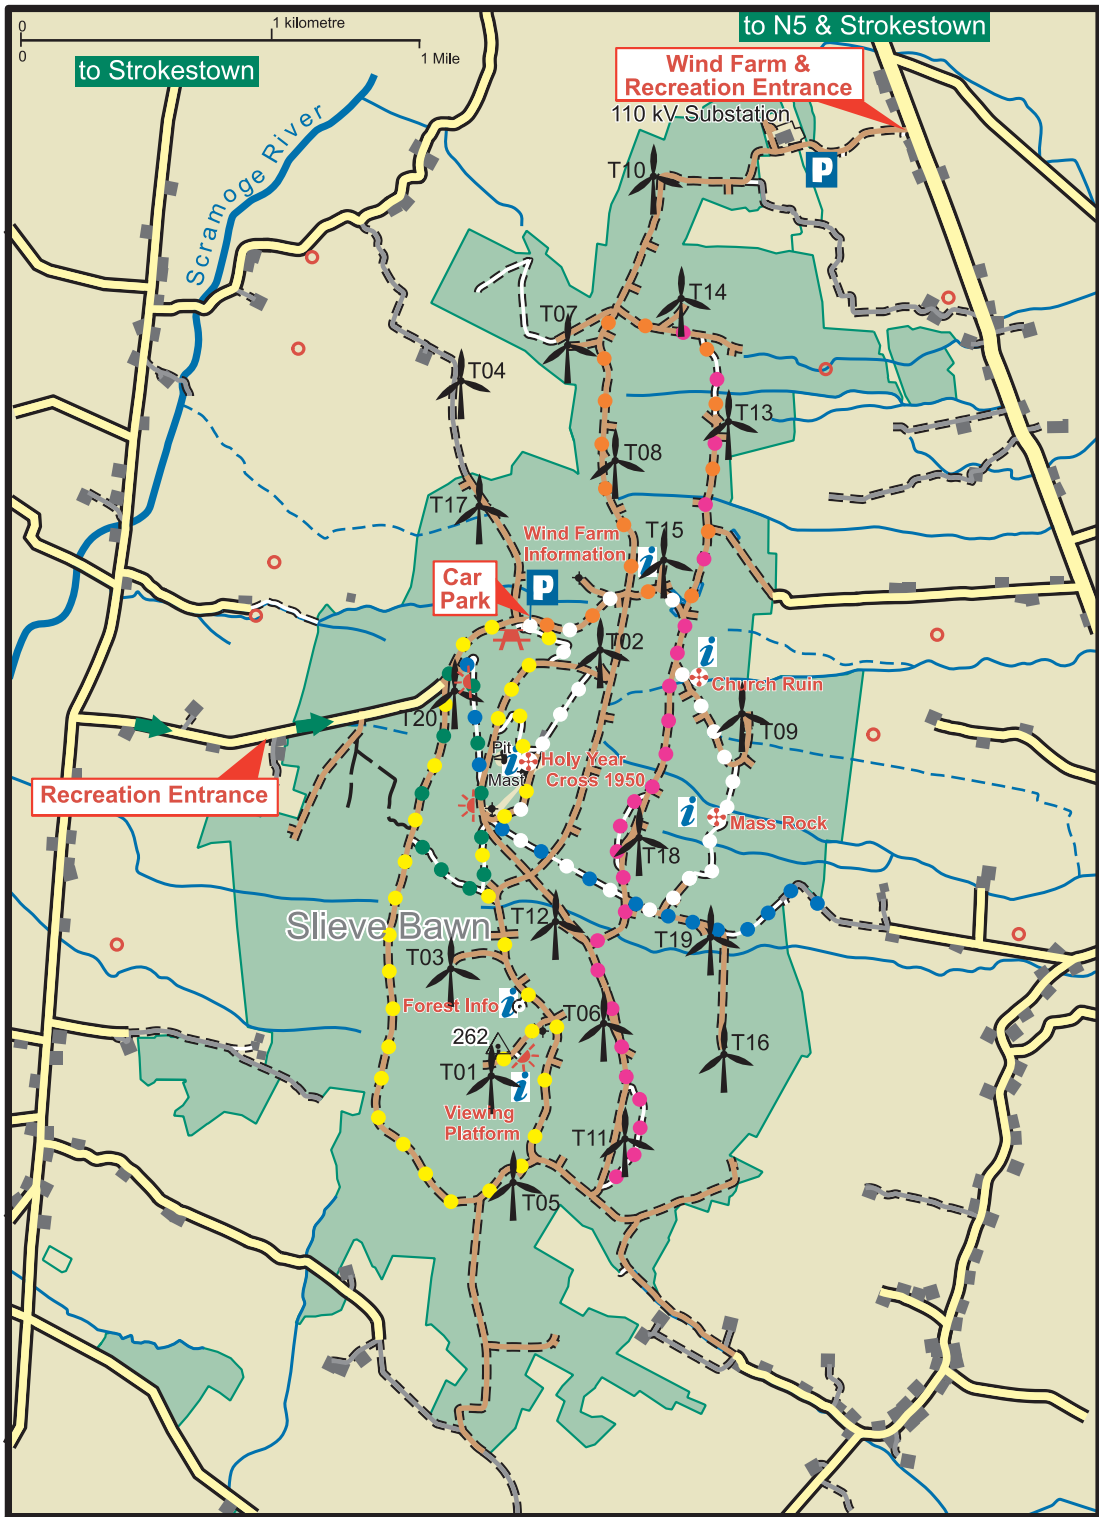 0
1 kilometre
0
1 Mile
to Strokestown
to N5 & Strokestown
Wind Farm &
Recreation Entrance
110 kV Substation
P
Scramoge River
T10
T14
T07
T04
T13
T08
T17
Wind Farm
Information
i
T15
Car
Park
P
T02
i
Church Ruin
T20
T09
Pit
i
Mast
Holy Year
Cross 1950
Recreation Entrance
i
Mass Rock
T18
Slieve Bawn
T12
T19
T03
Forest Info
i
T06
262
T16
T01
i
Viewing
Platform
T11
T05